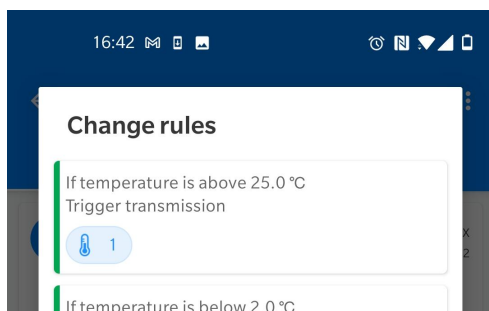 16:42
Change rules
If temperature is above 25.0 °C
Trigger transmission
1
X
2
If temperature is below 2.0 °C